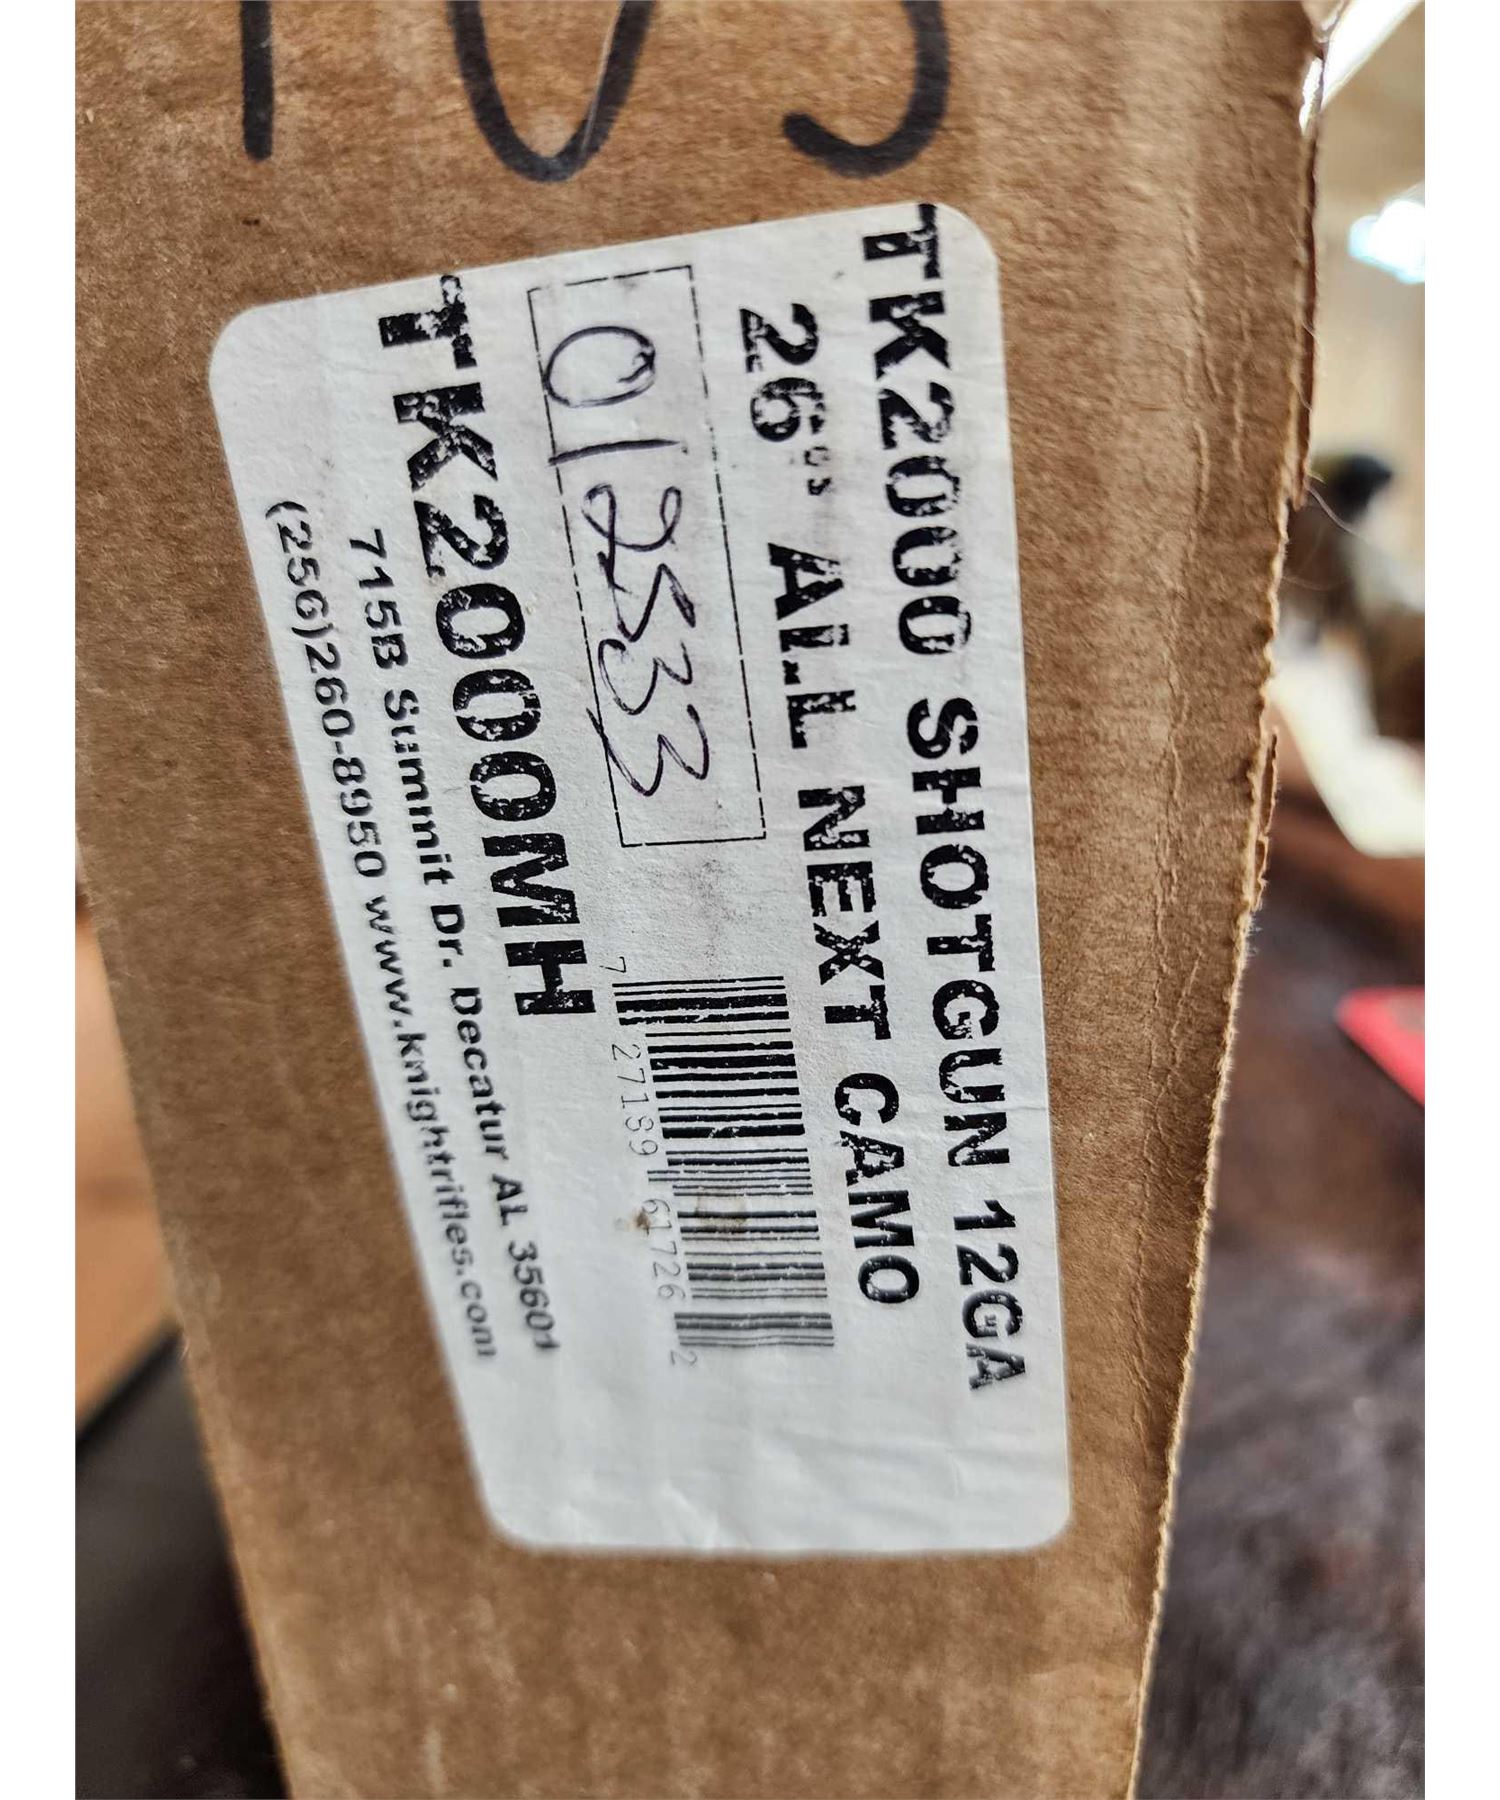 TK2000 SHOTGUN 12GA
26" ALL NEXT CAMO
012533
7 27189 61726 2
TK2000MH
715B Summit Dr. Decatur AL 35601
(256)260-8950 www.knightrifles.com